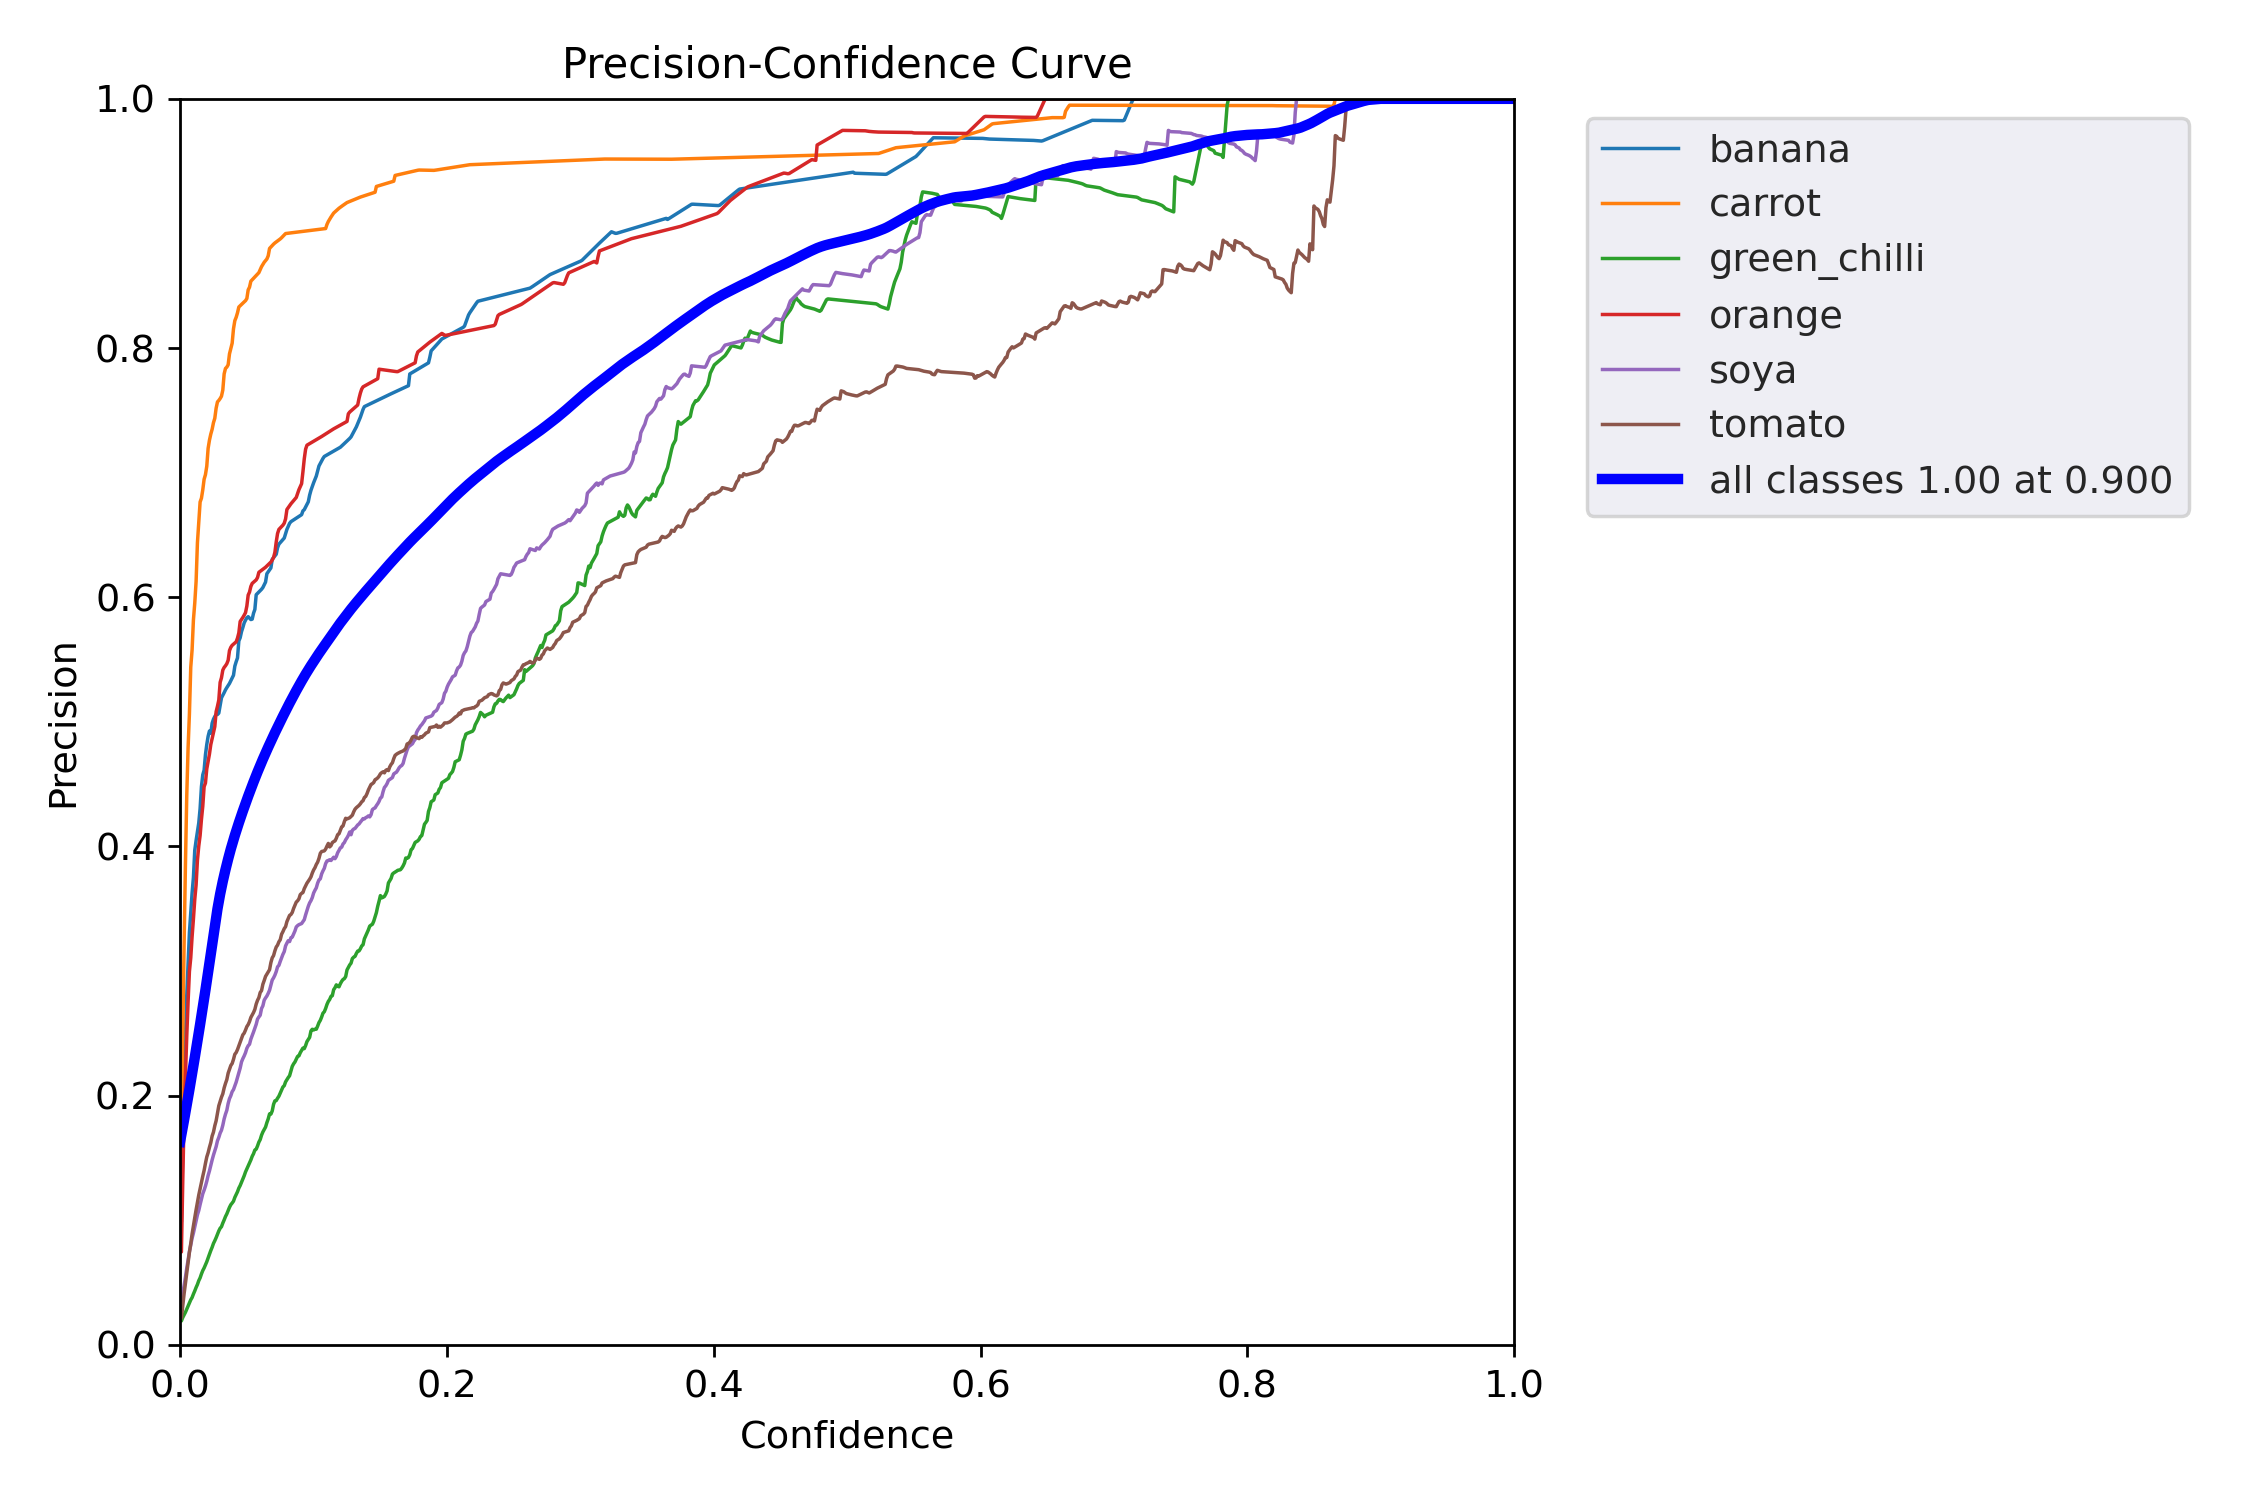 Precision-Confidence Curve
1.0
0.8
0.6
0.4
0.2
0.0
Precision
0.0 0.2 0.4 0.6 0.8 1.0
Confidence
banana
carrot
green_chilli
orange
soya
tomato
all classes 1.00 at 0.900